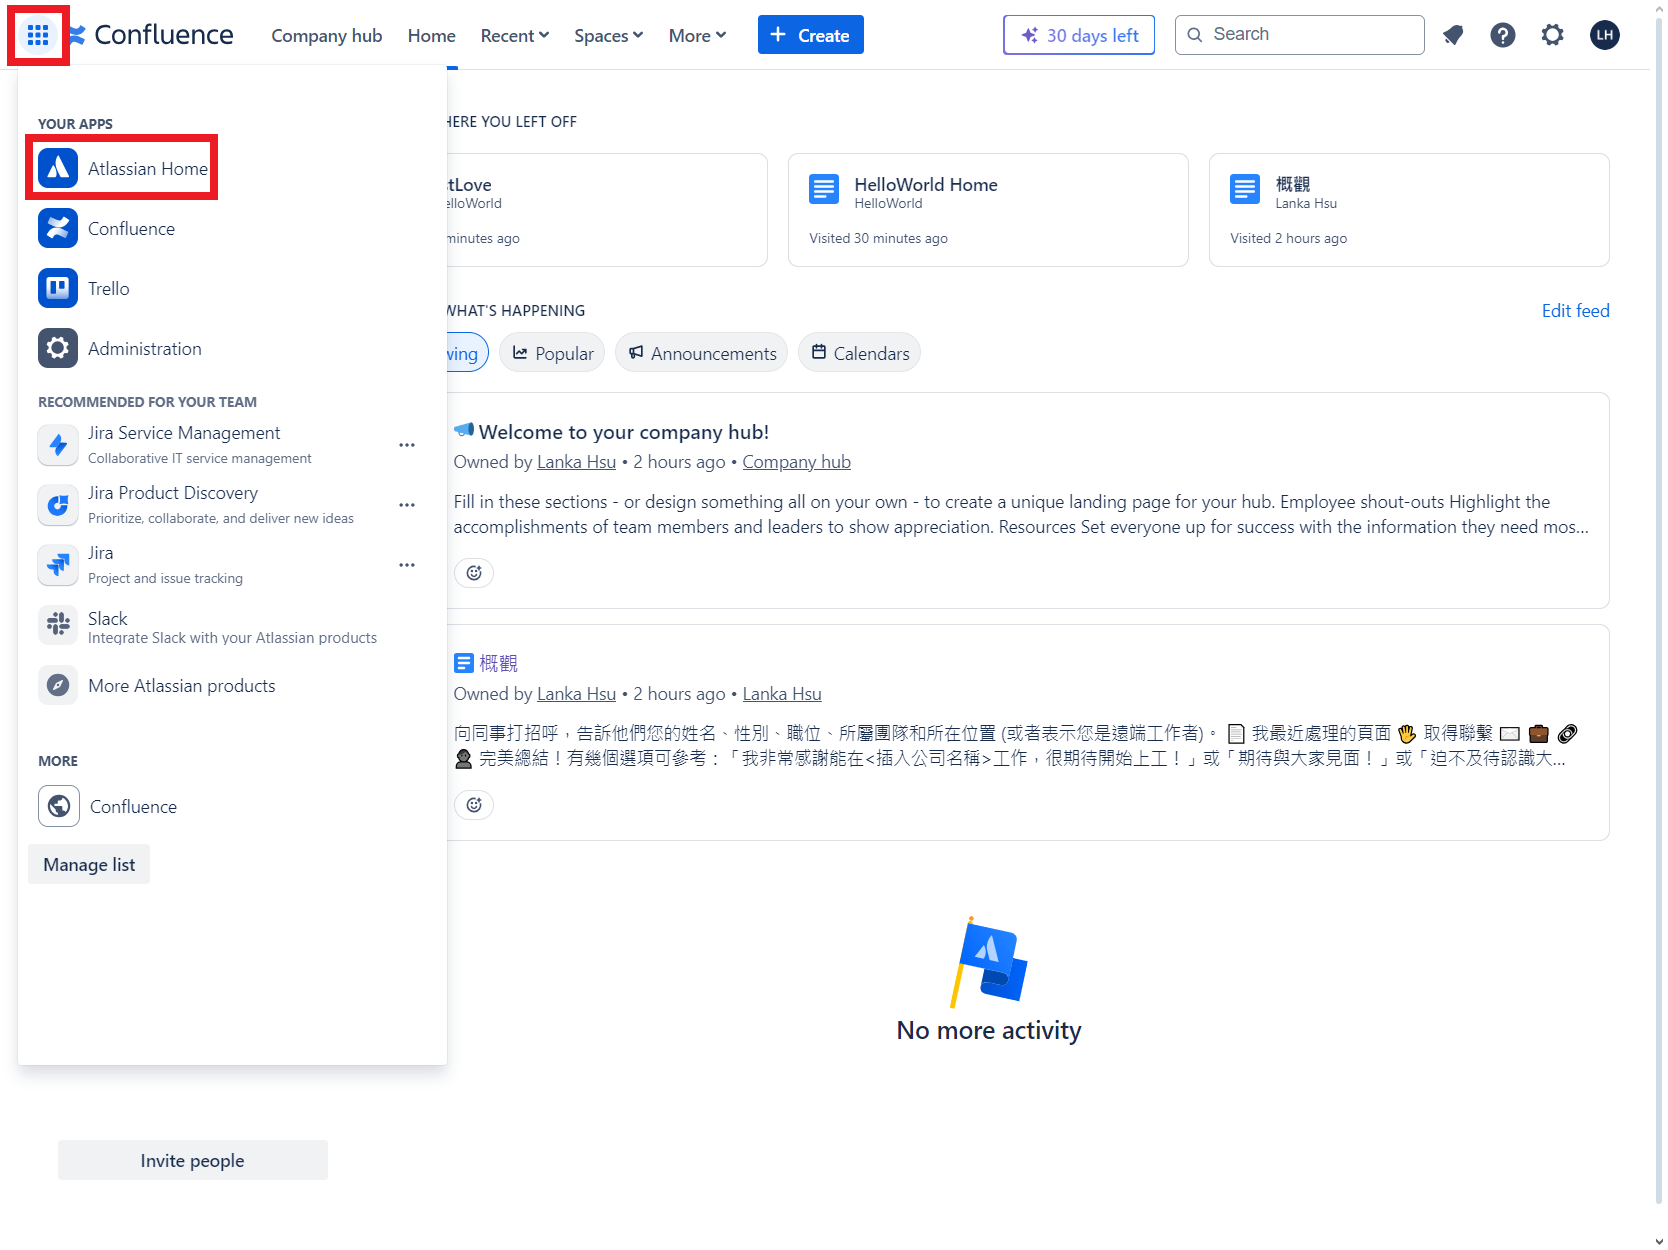 Confluence
Company hub
Home
Recent
Spaces
More
+ Create
30 days left
Search
LH
YOUR APPS
Atlassian Home
Confluence
Trello
Administration
RECOMMENDED FOR YOUR TEAM
Jira Service Management
Collaborative IT service management
Jira Product Discovery
Prioritize, collaborate, and deliver new ideas
Jira
Project and issue tracking
Slack
Integrate Slack with your Atlassian products
More Atlassian products
MORE
Confluence
Manage list
Invite people
HERE YOU LEFT OFF
tLove
elloWorld
minutes ago
HelloWorld Home
HelloWorld
Visited 30 minutes ago
概觀
Lanka Hsu
Visited 2 hours ago
WHAT'S HAPPENING
Edit feed
wing
Popular
Announcements
Calendars
Welcome to your company hub!
Owned by Lanka Hsu • 2 hours ago • Company hub
Fill in these sections - or design something all on your own - to create a unique landing page for your hub. Employee shout-outs Highlight the
accomplishments of team members and leaders to show appreciation. Resources Set everyone up for success with the information they need mos...
概觀
Owned by Lanka Hsu • 2 hours ago • Lanka Hsu
向同事打招呼，告訴他們您的姓名、性別、職位、所屬團隊和所在位置 (或者表示您是遠端工作者)。 📄 我最近處理的頁面 👋 取得聯繫 ✉️ 💼 🔗
👤 完美總結！有幾個選項可參考：「我非常感謝能在<插入公司名稱>工作，很期待開始上工！」或「期待與大家見面！」或「迫不及待認識大...
No more activity